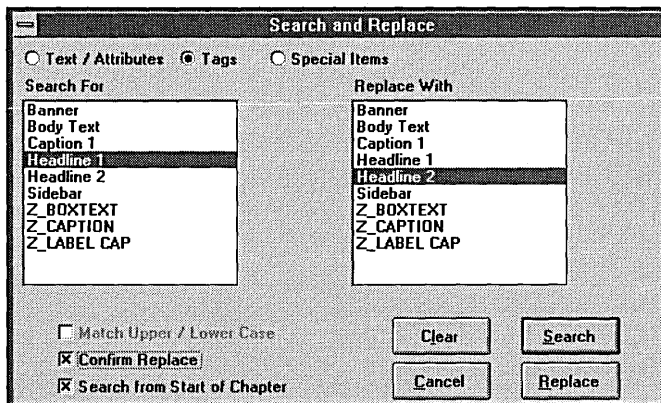 Search and Replace
Text / Attributes Tags Special Items
Search For
Banner
Body Text
Caption 1
Headline 1
Headline 2
Sidebar
Z_BOXTEXT
Z_CAPTION
Z_LABEL CAP
Replace With
Banner
Body Text
Caption 1
Headline 1
Headline 2
Sidebar
Z_BOXTEXT
Z_CAPTION
Z_LABEL CAP
Match Upper / Lower Case
Confirm Replace
Search from Start of Chapter
Clear Search
Cancel Replace